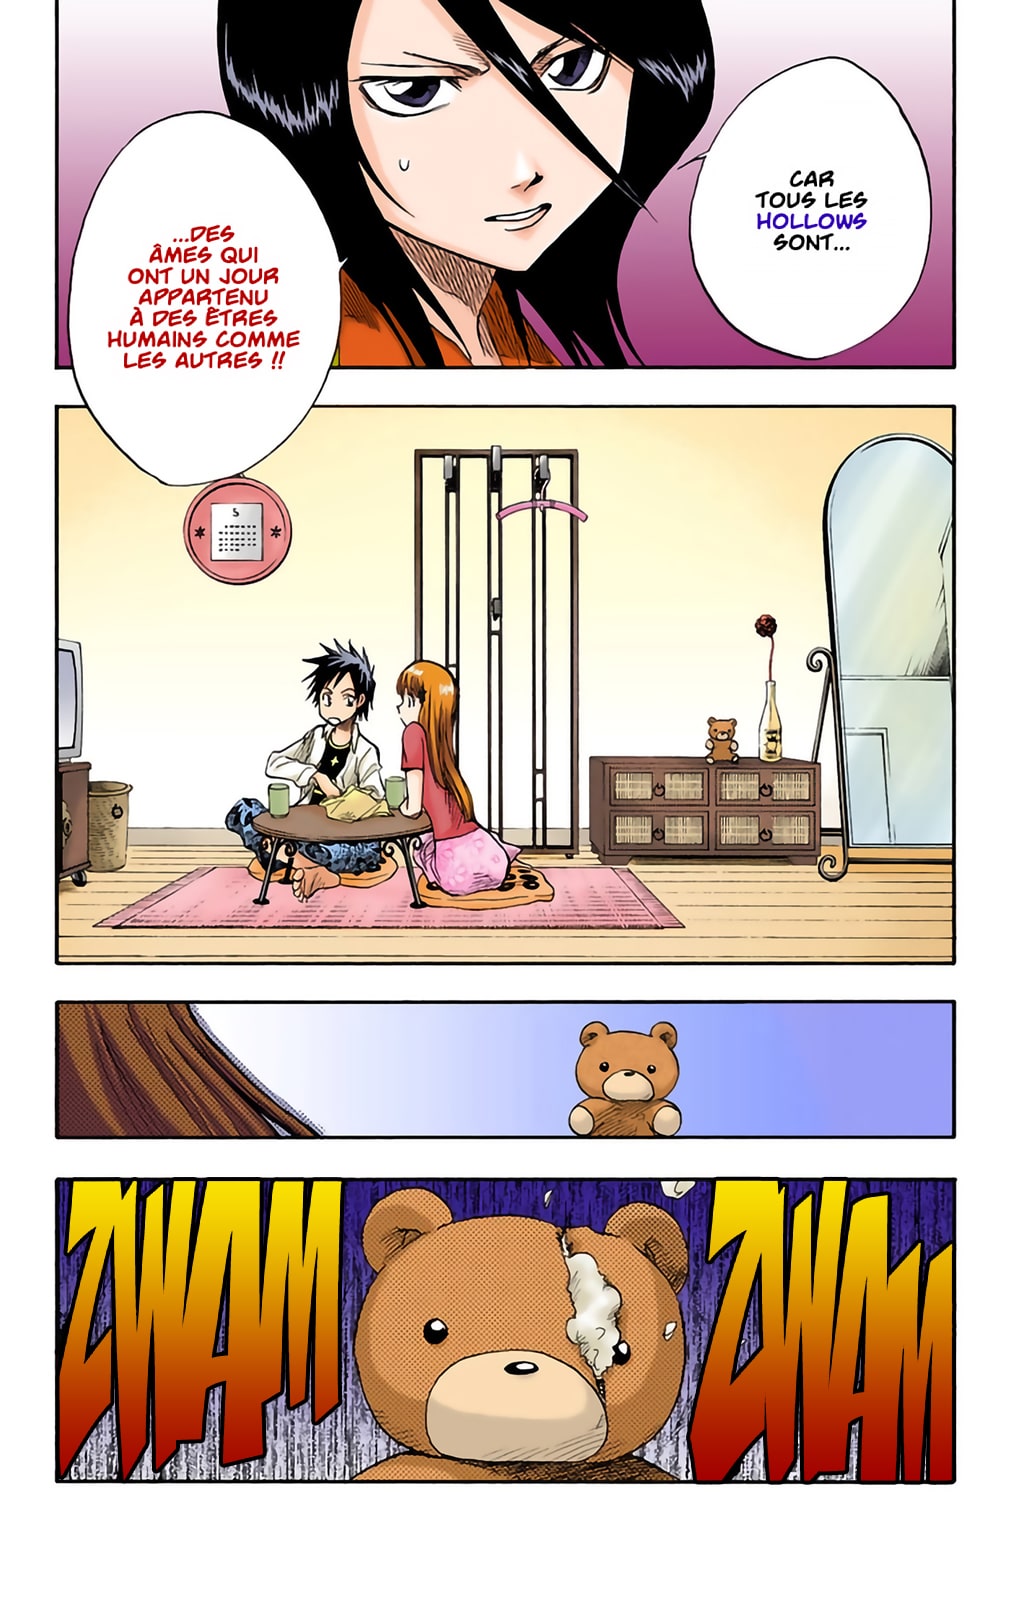 CAR
TOUS LES
HOLLOWS
SONT...
...DES
ÂMES QUI
ONT UN JOUR
APPARTENU
À DES ÊTRES
HUMAINS COMME
LES AUTRES !!
5
ZWAM
ZWAM